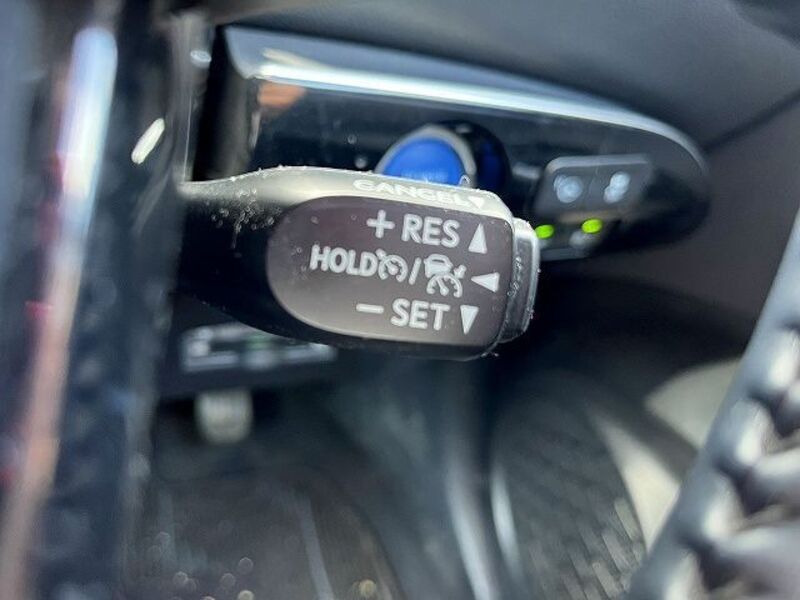 CANCEL
+ RES
HOLD /
− SET